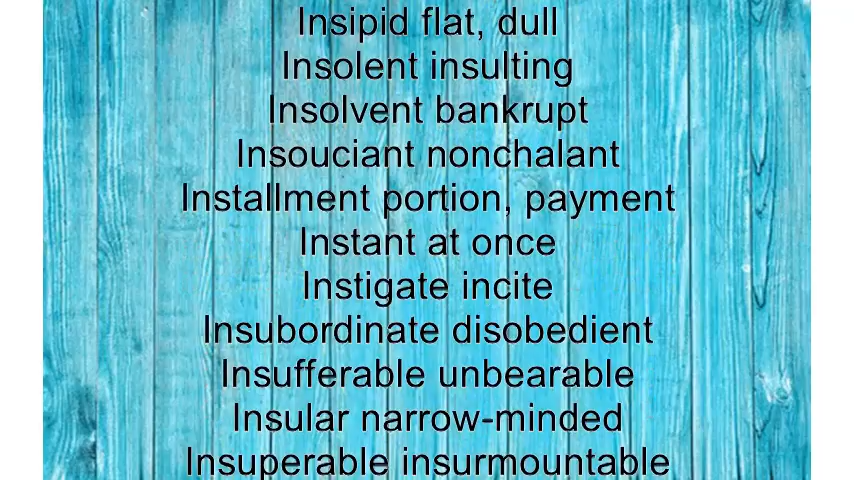 Insipid flat, dull
Insolent insulting
Insolvent bankrupt
Insouciant nonchalant
Installment portion, payment
Instant at once
Instigate incite
Insubordinate disobedient
Insufferable unbearable
Insular narrow-minded
Insuperable insurmountable